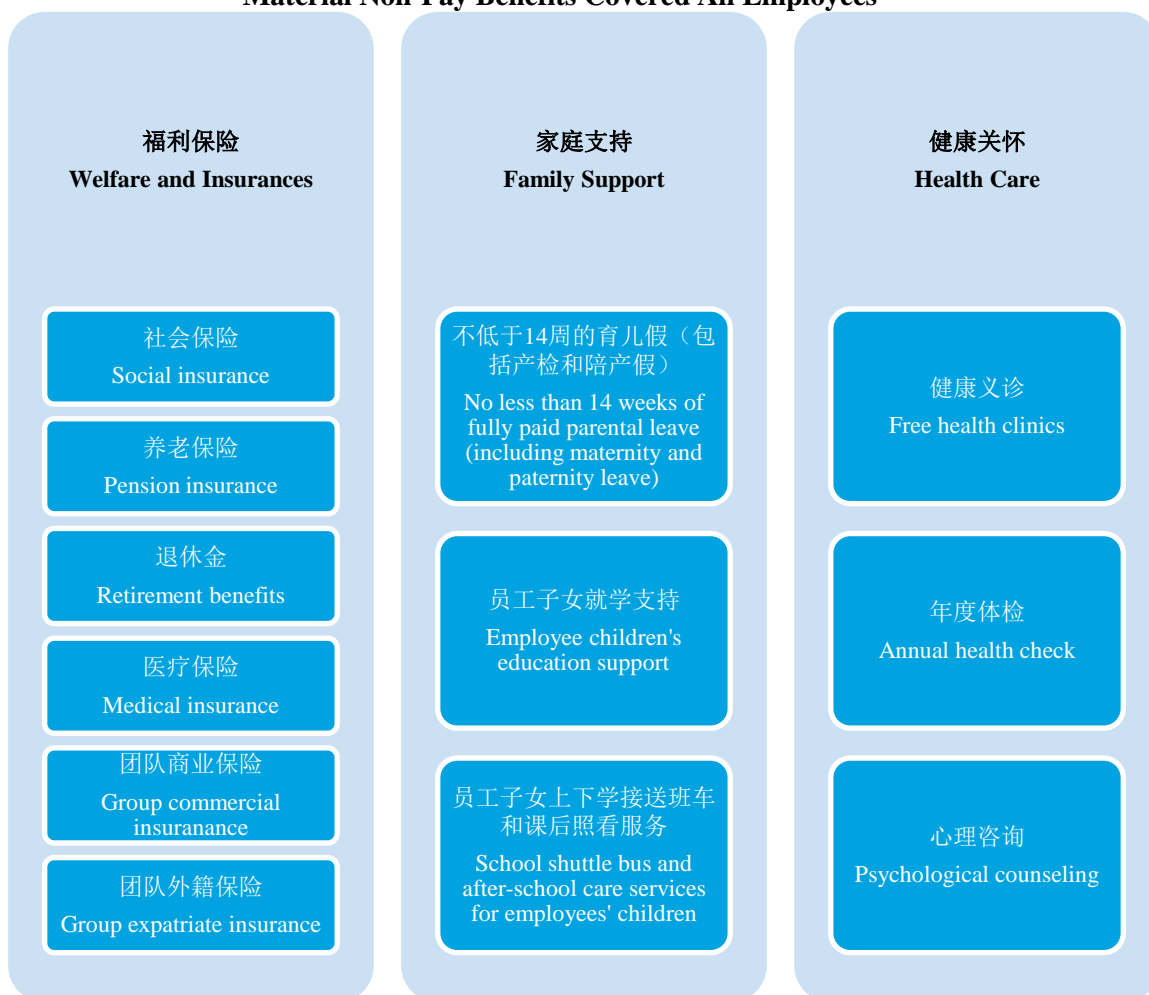 Material Non-Pay Benefits Covered All Employees
福利保险
Welfare and Insurances
社会保险
Social insurance
养老保险
Pension insurance
退休金
Retirement benefits
医疗保险
Medical insurance
团队商业保险
Group commercial
insuranance
团队外籍保险
Group expatriate insurance
家庭支持
Family Support
不低于14周的育儿假（包
括产检和陪产假）
No less than 14 weeks of
fully paid parental leave
(including maternity and
paternity leave)
员工子女就学支持
Employee children's
education support
员工子女上下学接送班车
和课后照看服务
School shuttle bus and
after-school care services
for employees' children
健康关怀
Health Care
健康义诊
Free health clinics
年度体检
Annual health check
心理咨询
Psychological counseling